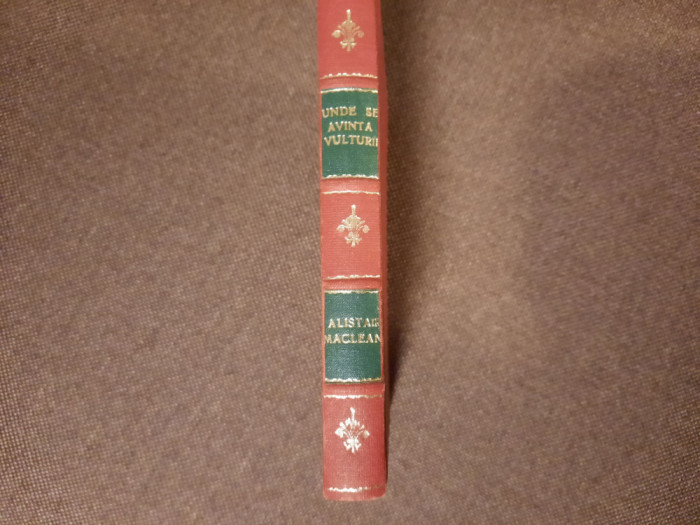 UNDE SE
AVINTA
VULTURII
ALISTAIR
MACLEAN